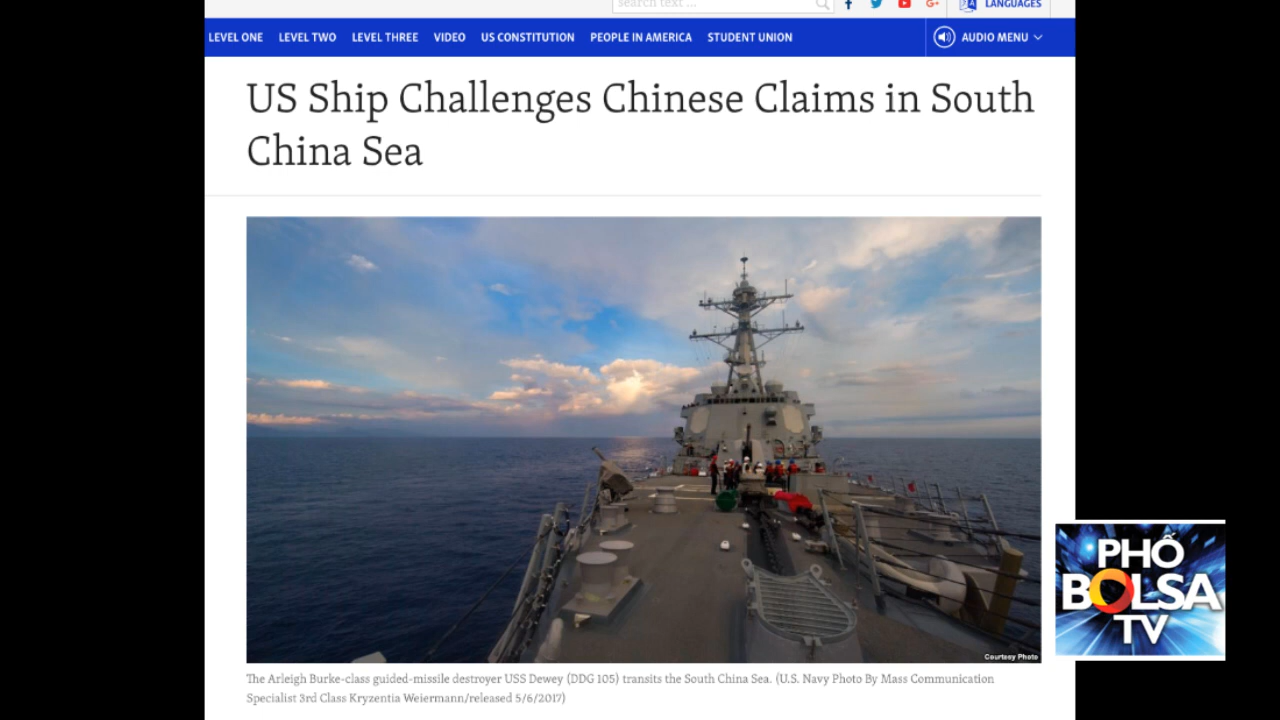 search text ...
LANGUAGES
LEVEL ONE LEVEL TWO LEVEL THREE VIDEO US CONSTITUTION PEOPLE IN AMERICA STUDENT UNION AUDIO MENU
US Ship Challenges Chinese Claims in South
China Sea
Courtesy Photo
The Arleigh Burke-class guided-missile destroyer USS Dewey (DDG 105) transits the South China Sea. (U.S. Navy Photo By Mass Communication
Specialist 3rd Class Kryzentia Weiermann/released 5/6/2017)
PHỐ
BOLSA
TV